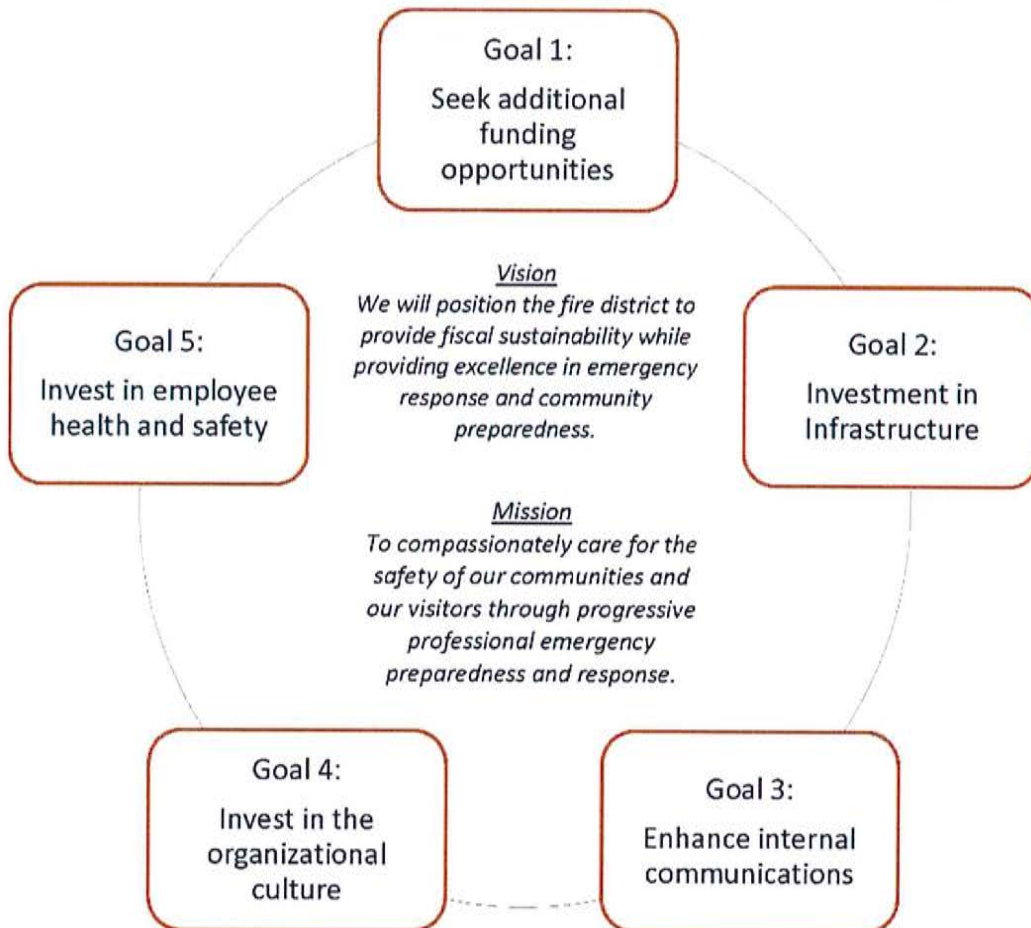 Goal 1:
Seek additional
funding
opportunities
Vision
We will position the fire district to
provide fiscal sustainability while
providing excellence in emergency
response and community
preparedness.
Goal 5:
Invest in employee
health and safety
Goal 2:
Investment in
Infrastructure
Mission
To compassionately care for the
safety of our communities and
our visitors through progressive
professional emergency
preparedness and response.
Goal 4:
Invest in the
organizational
culture
Goal 3:
Enhance internal
communications